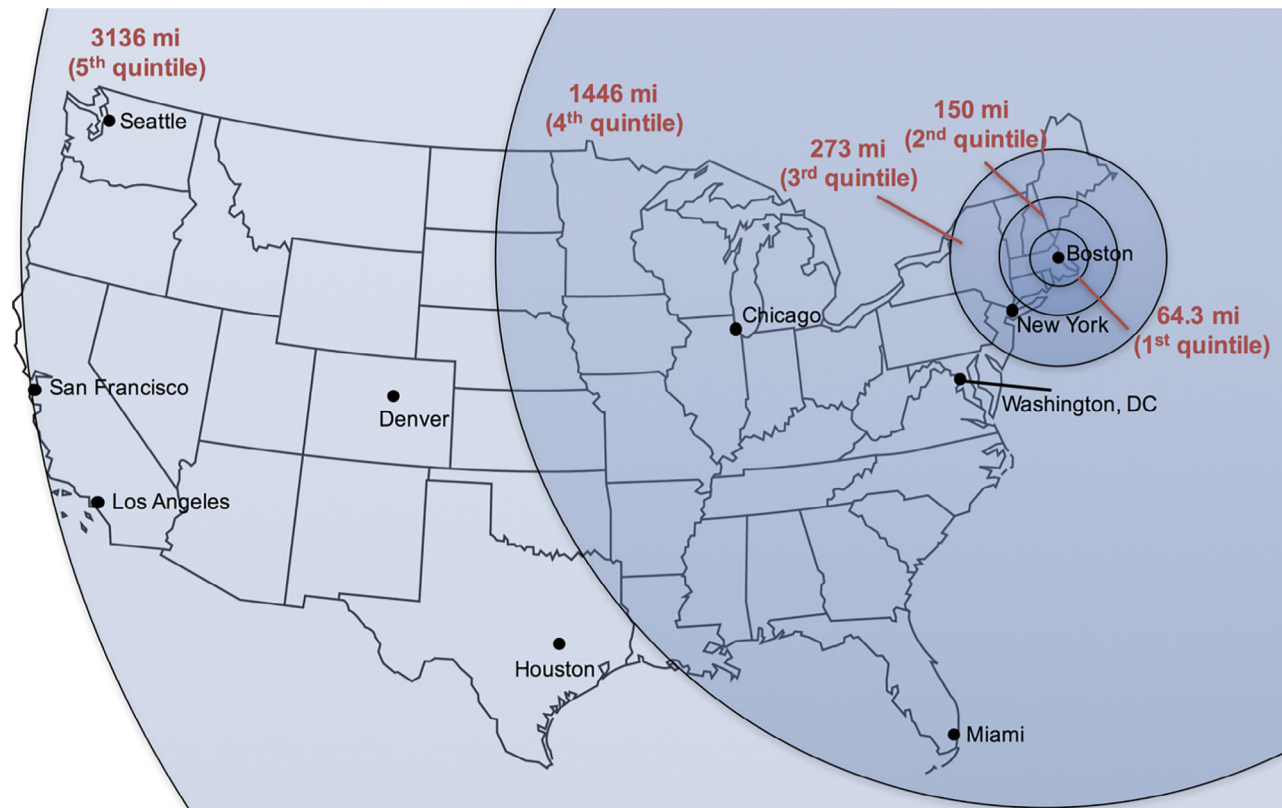 3136 mi
(5th quintile)
Seattle
1446 mi
(4th quintile)
150 mi
(2nd quintile)
273 mi
(3rd quintile)
Boston
64.3 mi
(1st quintile)
New York
Chicago
San Francisco
Denver
Washington, DC
Los Angeles
Houston
Miami